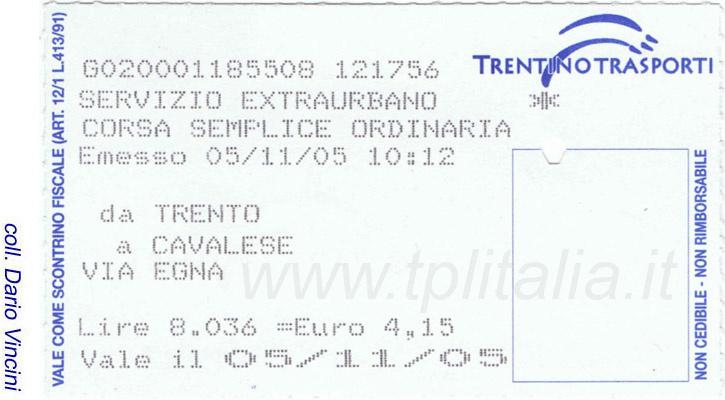 coll. Dario Vincini
VALE COME SCONTRINO FISCALE (ART. 12/1 L.413/91)
TRENTINO TRASPORTI
G020001185508 121756
SERVIZIO EXTRAURBANO *
CORSA SEMPLICE ORDINARIA
Emesso 05/11/05 10:12
da TRENTO
a CAVALESE
VIA EGNA
Lire 8.036 =Euro 4,15
Vale il 05/11/05
NON CEDIBILE - NON RIMBORSABILE
www.tplitalia.it